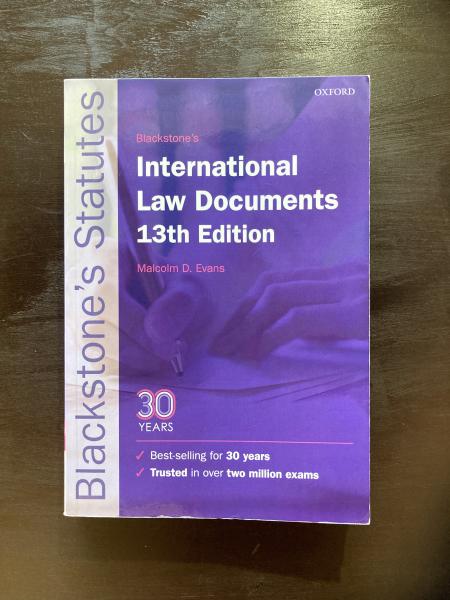 OXFORD
Blackstone's Statutes
Blackstone's
International
Law Documents
13th Edition
Malcolm D. Evans
30
YEARS
✓ Best-selling for 30 years
✓ Trusted in over two million exams